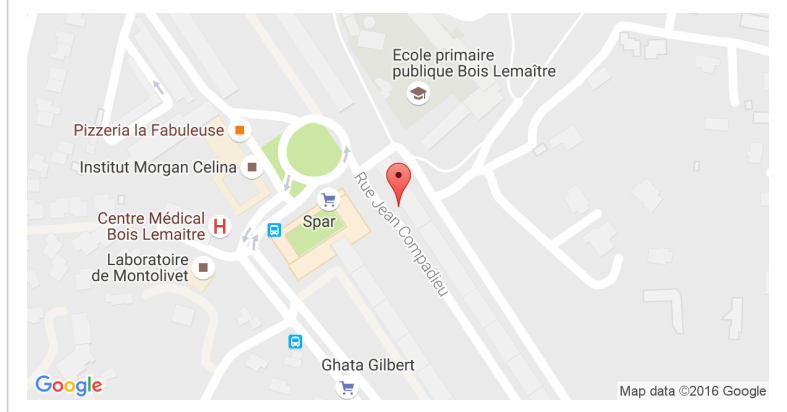 Ecole primaire
publique Bois Lemaître
Pizzeria la Fabuleuse
Institut Morgan Celina
Rue Jean Compadieu
Centre Médical
Bois Lemaitre
H
Spar
Laboratoire
de Montolivet
Ghata Gilbert
Google
Map data ©2016 Google